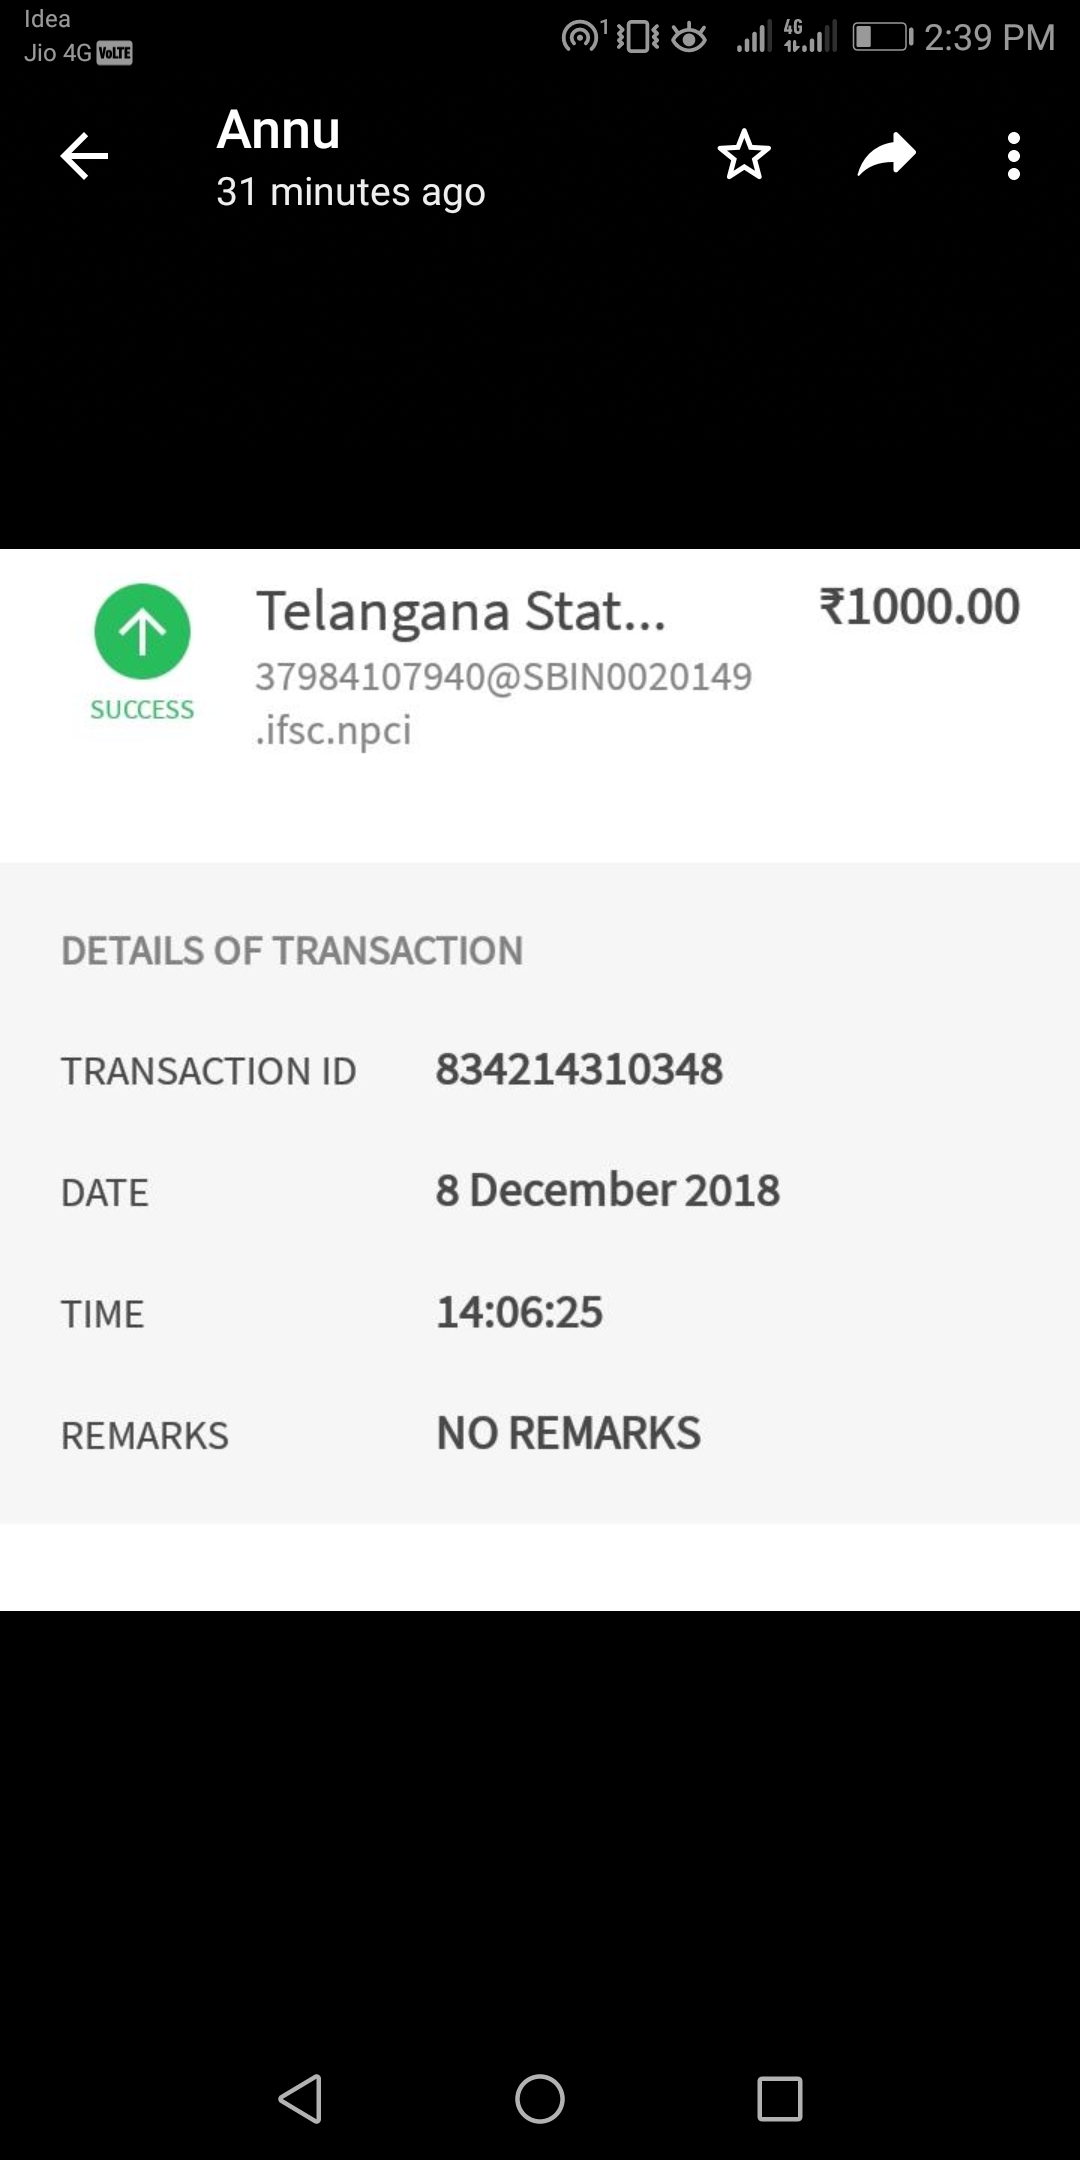 Idea
Jio 4G VoLTE
1 4G 2:39 PM
Annu
31 minutes ago
Telangana Stat... ₹1000.00
37984107940@SBIN0020149
.ifsc.npci
SUCCESS
DETAILS OF TRANSACTION
TRANSACTION ID 834214310348
DATE 8 December 2018
TIME 14:06:25
REMARKS NO REMARKS